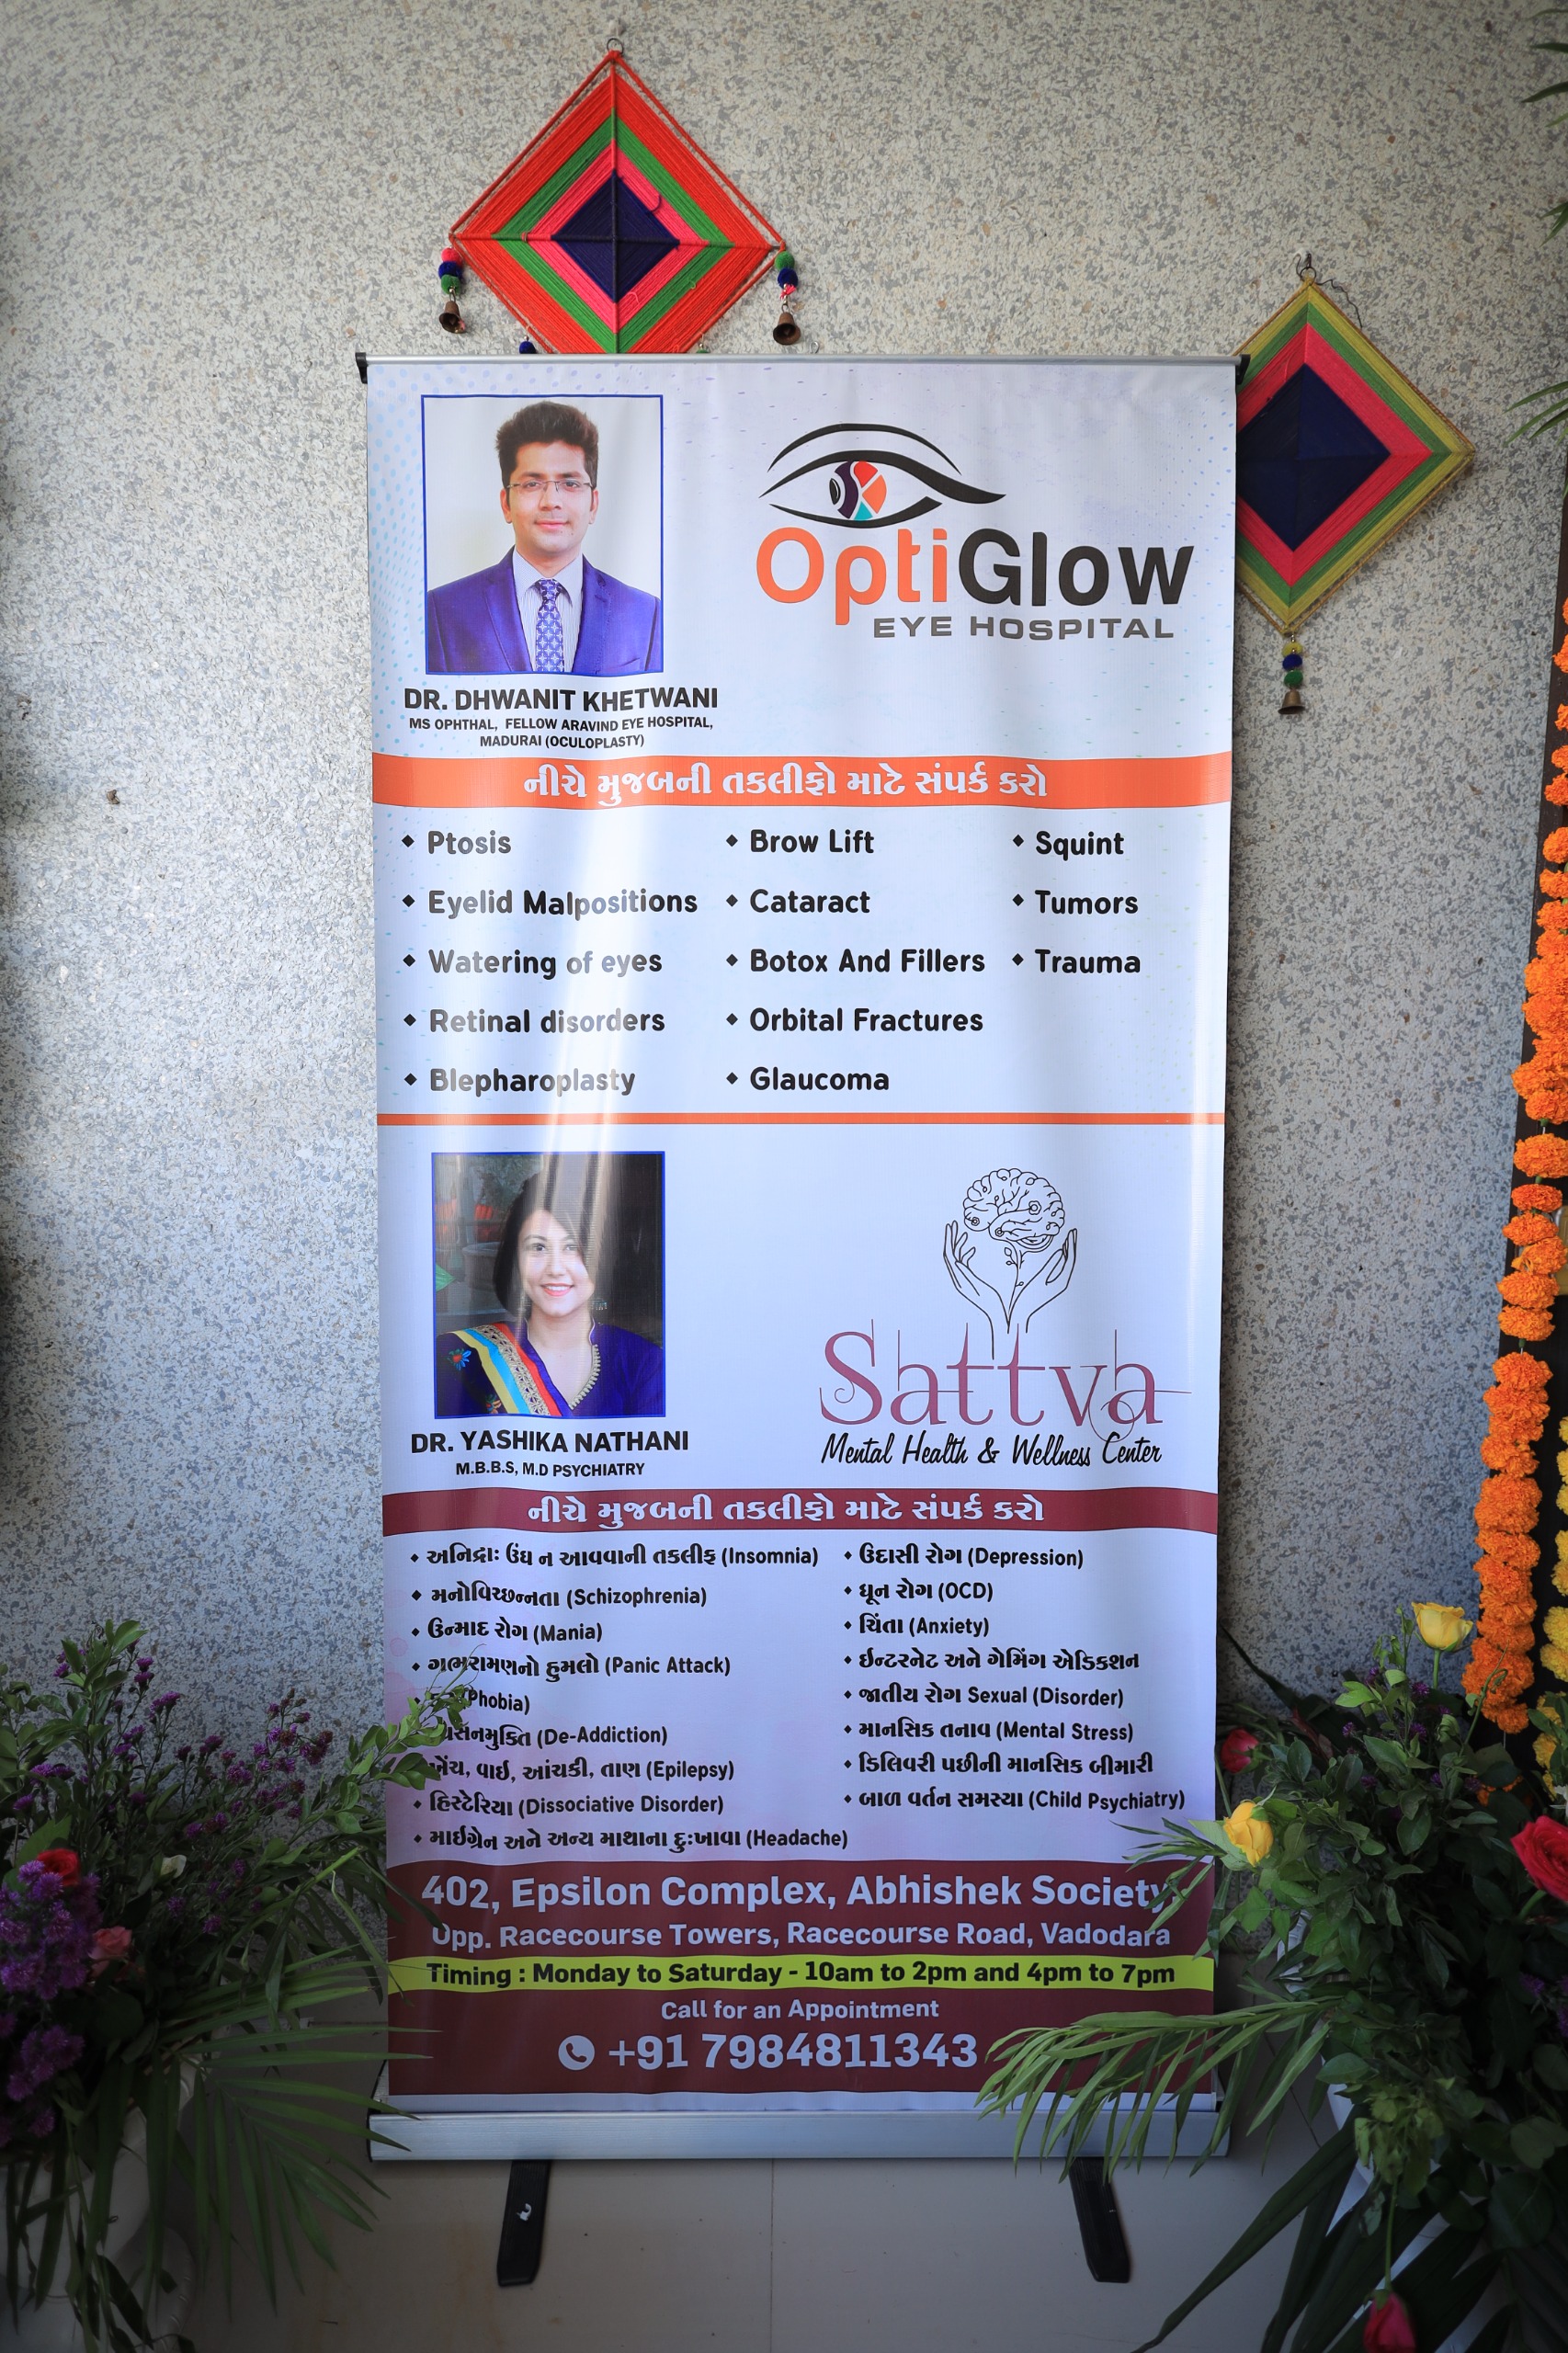 OptiGlow
EYE HOSPITAL
DR. DHWANIT KHETWANI
MS OPHTHAL, FELLOW ARAVIND EYE HOSPITAL,
MADURAI (OCULOPLASTY)
નીચે મુજબની તકલીફો માટે સંપર્ક કરો
Ptosis
Eyelid Malpositions
Watering of eyes
Retinal disorders
Blepharoplasty
Brow Lift
Cataract
Botox And Fillers
Orbital Fractures
Glaucoma
Squint
Tumors
Trauma
Sattva
Mental Health & Wellness Center
DR. YASHIKA NATHANI
M.B.B.S, M.D PSYCHIATRY
નીચે મુજબની તકલીફો માટે સંપર્ક કરો
અનિદ્રાઃ ઉંઘ ન આવવાની તકલીફ (Insomnia)
મનોવિચ્છન્નતા (Schizophrenia)
ઉન્માદ રોગ (Mania)
ગભરામણનો હુમલો (Panic Attack)
(Phobia)
(De-Addiction)
વાઈ, આંચકી, તાણ (Epilepsy)
હિસ્ટેરિયા (Dissociative Disorder)
માઈગ્રેન અને અન્ય માથાના દુઃખાવા (Headache)
ઉદાસી રોગ (Depression)
ધૂન રોગ (OCD)
ચિંતા (Anxiety)
ઈન્ટરનેટ અને ગેમિંગ એડિકશન
જાતીય રોગ Sexual (Disorder)
માનસિક તનાવ (Mental Stress)
ડિલિવરી પછીની માનસિક બીમારી
બાળ વર્તન સમસ્યા (Child Psychiatry)
402, Epsilon Complex, Abhishek Society,
Opp. Racecourse Towers, Racecourse Road, Vadodara
Timing : Monday to Saturday - 10am to 2pm and 4pm to 7pm
Call for an Appointment
+91 7984811343